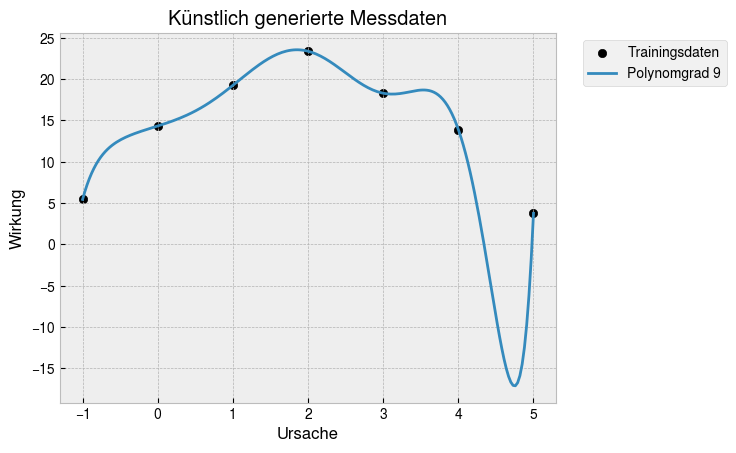 Künstlich generierte Messdaten
25
20
15
10
5
0
−5
−10
−15
Wirkung
−1 0 1 2 3 4 5
Ursache
Trainingsdaten
Polynomgrad 9